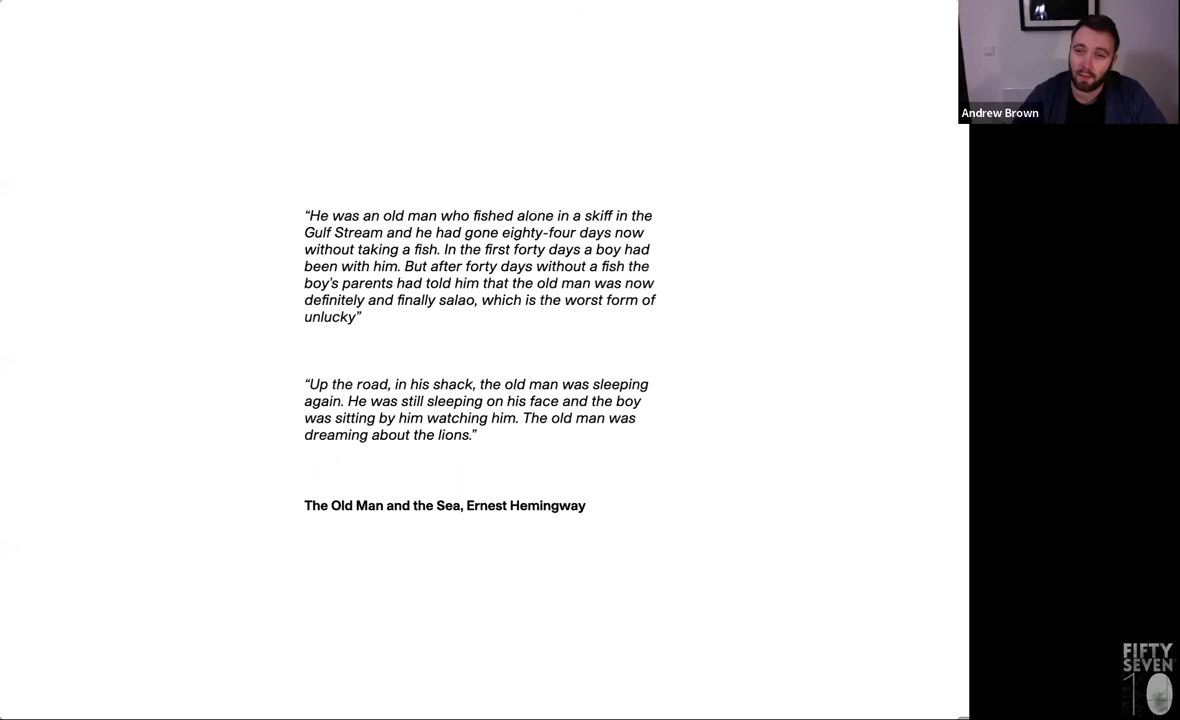 Andrew Brown
“He was an old man who fished alone in a skiff in the
Gulf Stream and he had gone eighty-four days now
without taking a fish. In the first forty days a boy had
been with him. But after forty days without a fish the
boy’s parents had told him that the old man was now
definitely and finally salao, which is the worst form of
unlucky”
“Up the road, in his shack, the old man was sleeping
again. He was still sleeping on his face and the boy
was sitting by him watching him. The old man was
dreaming about the lions.”
The Old Man and the Sea, Ernest Hemingway
FIFTY
SEVEN
10